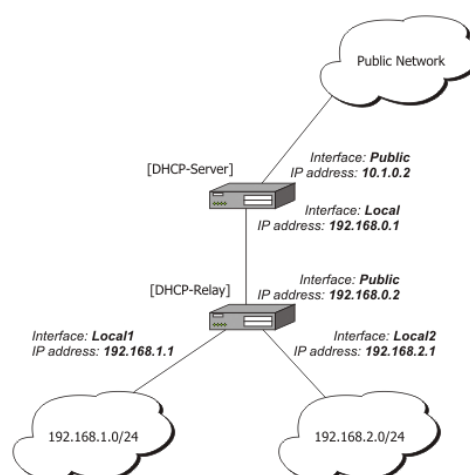 Public Network
[DHCP-Server]
Interface: Public
IP address: 10.1.0.2
Interface: Local
IP address: 192.168.0.1
[DHCP-Relay]
Interface: Public
IP address: 192.168.0.2
Interface: Local1
IP address: 192.168.1.1
Interface: Local2
IP address: 192.168.2.1
192.168.1.0/24
192.168.2.0/24